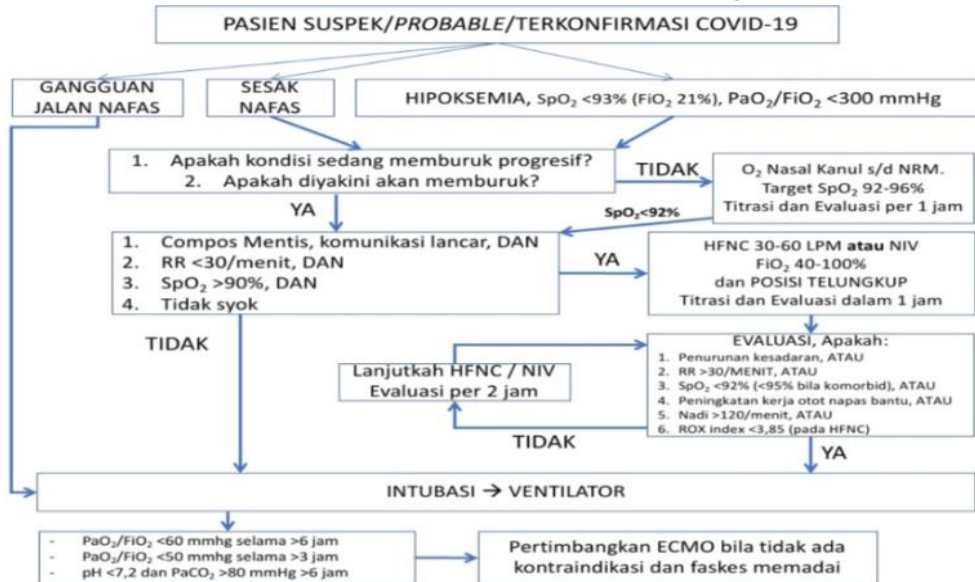 PASIEN SUSPEK/PROBABLE/TERKONFIRMASI COVID-19
GANGGUAN
JALAN NAFAS
SESAK
NAFAS
HIPOKSEMIA, SpO₂ <93% (FiO₂ 21%), PaO₂/FiO₂ <300 mmHg
1. Apakah kondisi sedang memburuk progresif?
2. Apakah diyakini akan memburuk?
TIDAK
O₂ Nasal Kanul s/d NRM.
Target SpO₂ 92-96%
Titrasi dan Evaluasi per 1 jam
YA
SpO₂<92%
1. Compos Mentis, komunikasi lancar, DAN
2. RR <30/menit, DAN
3. SpO₂ >90%, DAN
4. Tidak syok
YA
HFNC 30-60 LPM atau NIV
FiO₂ 40-100%
dan POSISI TELUNGKUP
Titrasi dan Evaluasi dalam 1 jam
TIDAK
Lanjutkah HFNC / NIV
Evaluasi per 2 jam
EVALUASI, Apakah:
1. Penurunan kesadaran, ATAU
2. RR >30/MENIT, ATAU
3. SpO₂ <92% (<95% bila komorbid), ATAU
4. Peningkatan kerja otot napas bantu, ATAU
5. Nadi >120/menit, ATAU
6. ROX index <3,85 (pada HFNC)
TIDAK
YA
INTUBASI → VENTILATOR
- PaO₂/FiO₂ <60 mmhg selama >6 jam
- PaO₂/FiO₂ <50 mmHg selama >3 jam
- pH <7,2 dan PaCO₂ >80 mmHg >6 jam
Pertimbangkan ECMO bila tidak ada
kontraindikasi dan faskes memadai